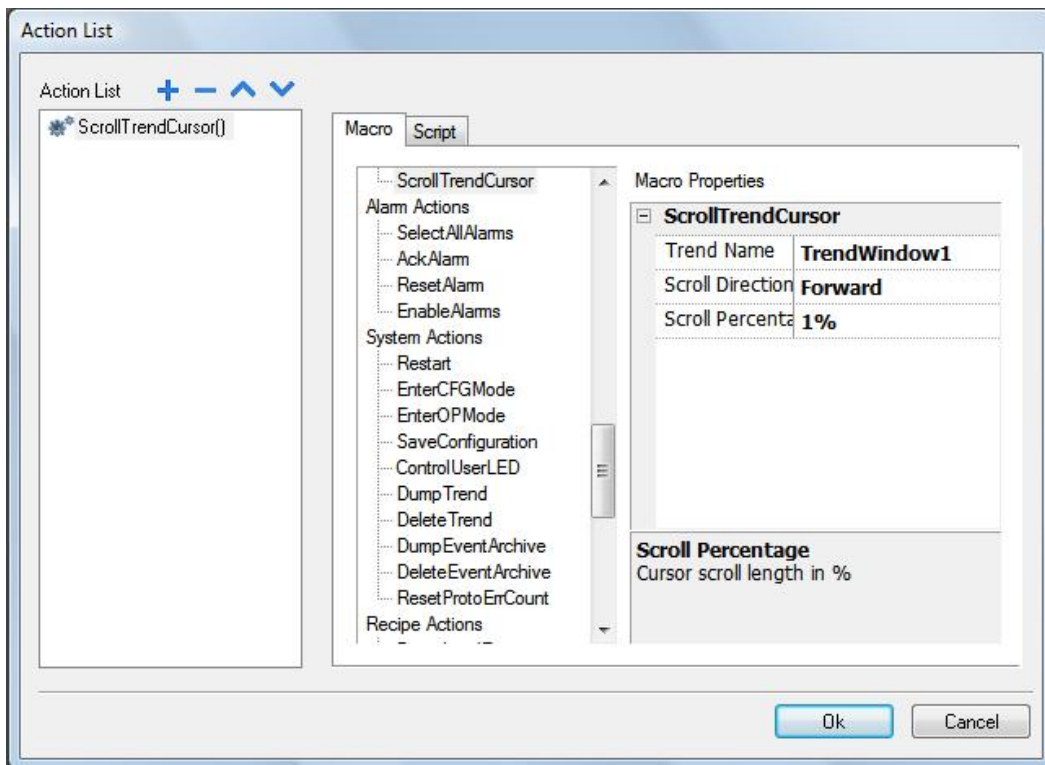 Action List
Action List
ScrollTrendCursor()
Macro
Script
ScrollTrendCursor
Alarm Actions
SelectAllAlarms
AckAlarm
ResetAlarm
EnableAlarms
System Actions
Restart
EnterCFGMode
EnterOPMode
SaveConfiguration
ControlUserLED
DumpTrend
DeleteTrend
DumpEventArchive
DeleteEventArchive
ResetProtoErrCount
Recipe Actions
Macro Properties
ScrollTrendCursor
Trend Name TrendWindow1
Scroll Direction Forward
Scroll Percenta 1%
Scroll Percentage
Cursor scroll length in %
Ok
Cancel